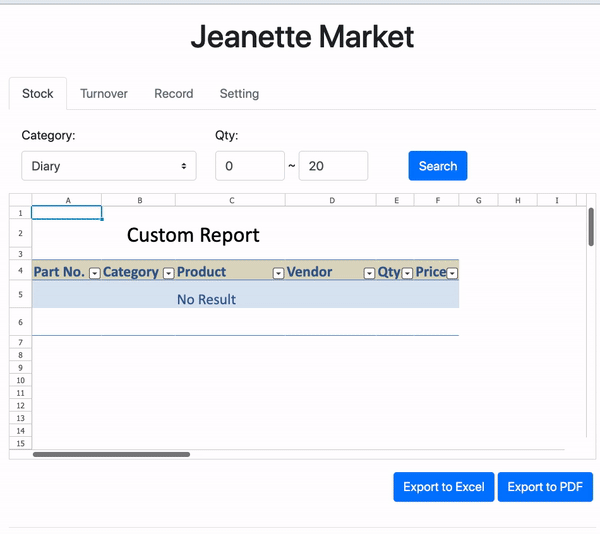 Jeanette Market
Stock Turnover Record Setting
Category: Qty:
Diary 0 ~ 20 Search
A B C D E F G H I
1
2 Custom Report
3
4 Part No. Category Product Vendor Qty Price
5 No Result
6
7
8
9
10
11
12
13
14
15
Export to Excel Export to PDF